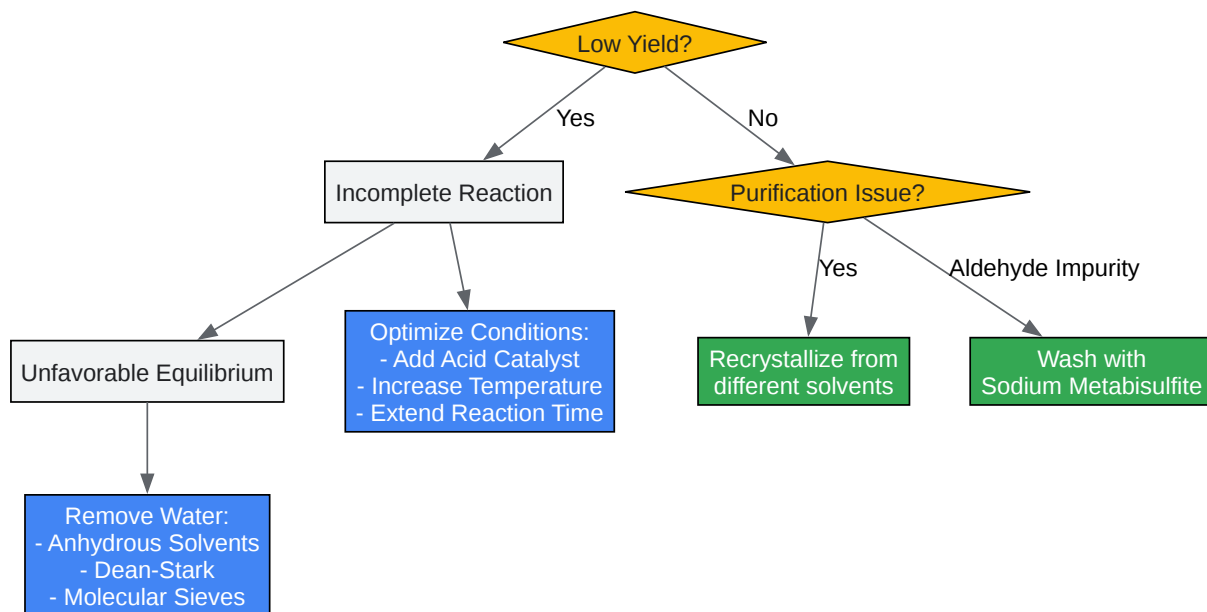 Low Yield?
Yes
No
Incomplete Reaction
Purification Issue?
Yes
Aldehyde Impurity
Unfavorable Equilibrium
Optimize Conditions:
- Add Acid Catalyst
- Increase Temperature
- Extend Reaction Time
Recrystallize from
different solvents
Wash with
Sodium Metabisulfite
Remove Water:
- Anhydrous Solvents
- Dean-Stark
- Molecular Sieves